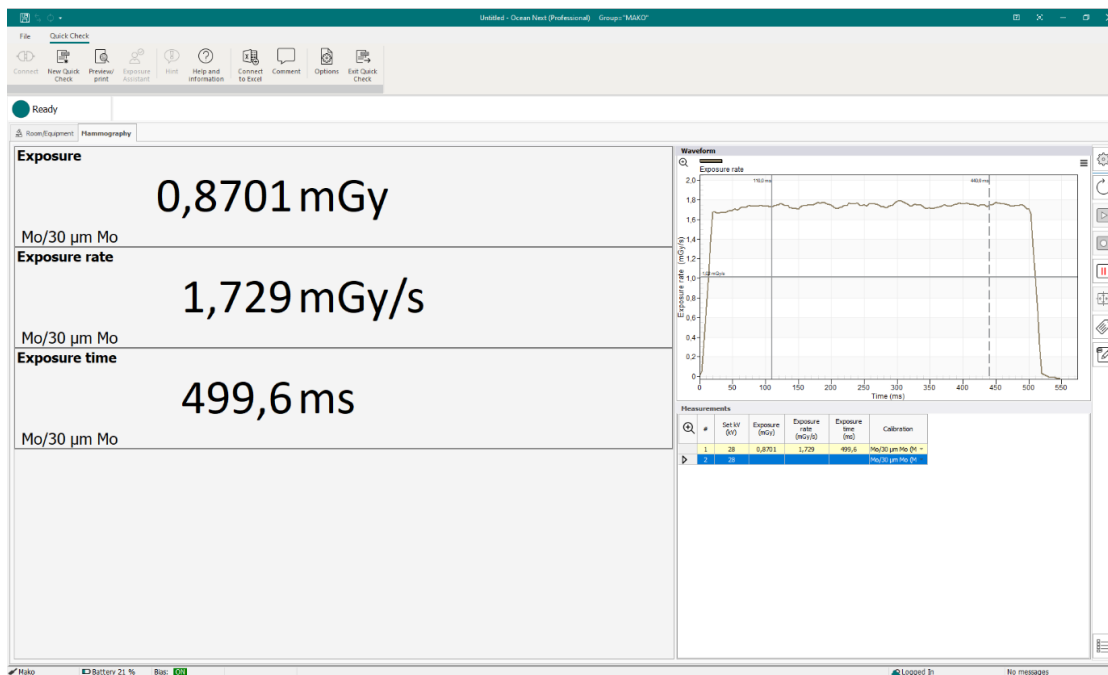 Untitled - Ocean Nest (Professional) Group="MAKO"
File Quick Check
Connect New Quick Check Preview/ print Exposure Assistant Hint Help and information Connect to Excel Comment Options Exit Quick Check
Ready
Room/Equipment Mammography
Exposure
0,8701 mGy
Mo/30 µm Mo
Exposure rate
1,729 mGy/s
Mo/30 µm Mo
Exposure time
499,6 ms
Mo/30 µm Mo
Waveform
Exposure rate
110,0 ms 440,0 ms
2,0
1,8
1,6
1,4
1,2
1,0
0,8
0,6
0,4
0,2
0
Exposure rate (mGy/s)
0 50 100 150 200 250 300 350 400 450 500 550
Time (ms)
Measurements
# Set kV (kV) Exposure (mGy) Exposure rate (mGy/s) Exposure time (ms) Calibration
1 28 0,8701 1,729 499,6 Mo/30 µm Mo (M
2 28 Mo/30 µm Mo (M
Mako Battery 21 % Bias: ON Logged In No messages